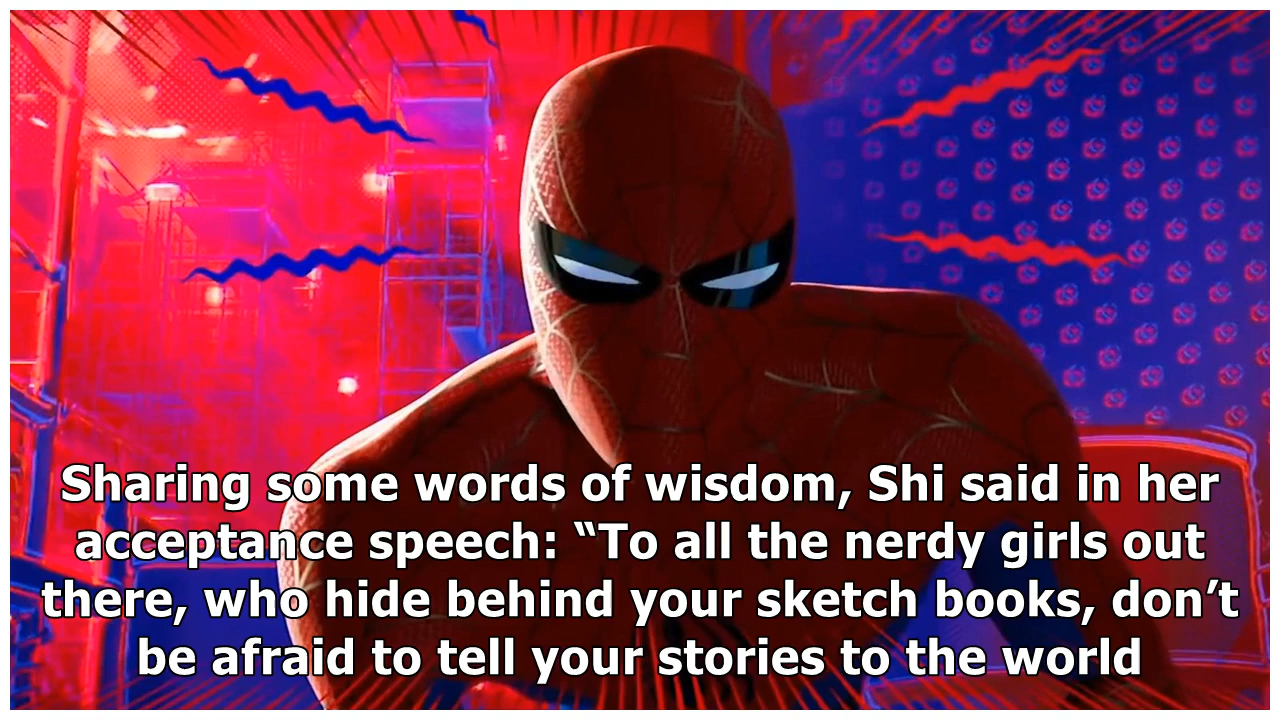 Sharing some words of wisdom, Shi said in her
acceptance speech: “To all the nerdy girls out
there, who hide behind your sketch books, don’t
be afraid to tell your stories to the world